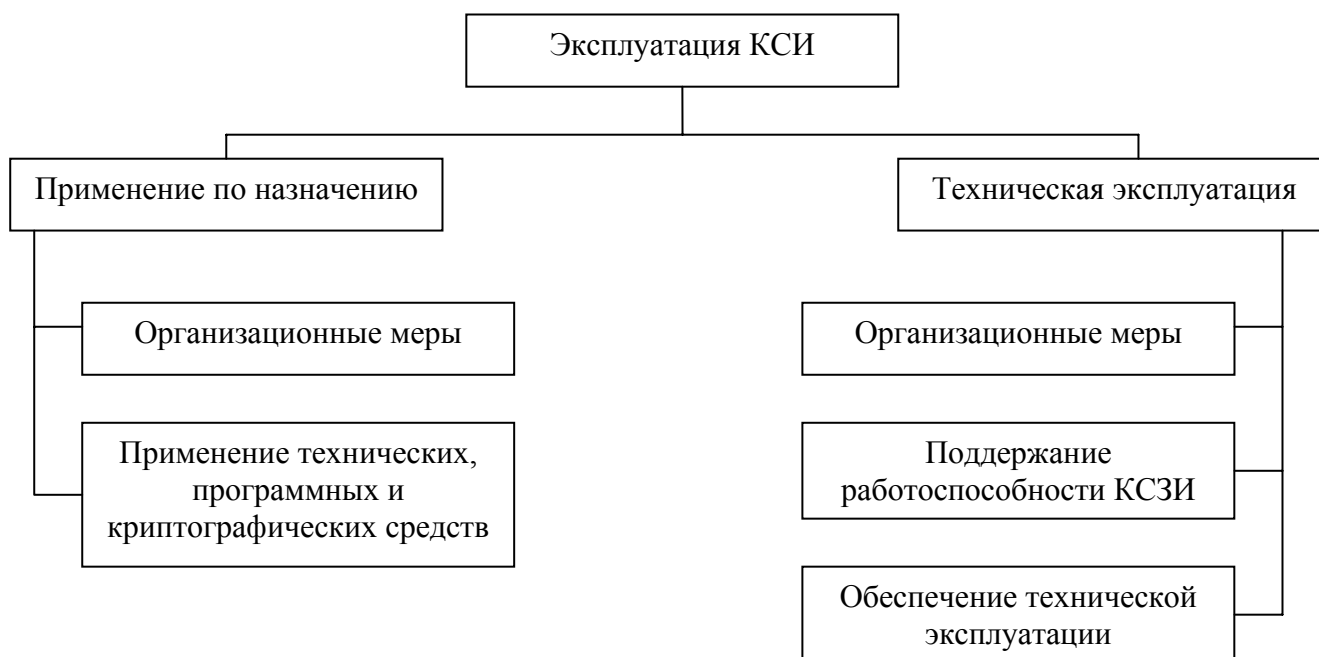 Эксплуатация КСИ
Применение по назначению
Техническая эксплуатация
Организационные меры
Организационные меры
Применение технических,
программных и
криптографических средств
Поддержание
работоспособности КСЗИ
Обеспечение технической
эксплуатации